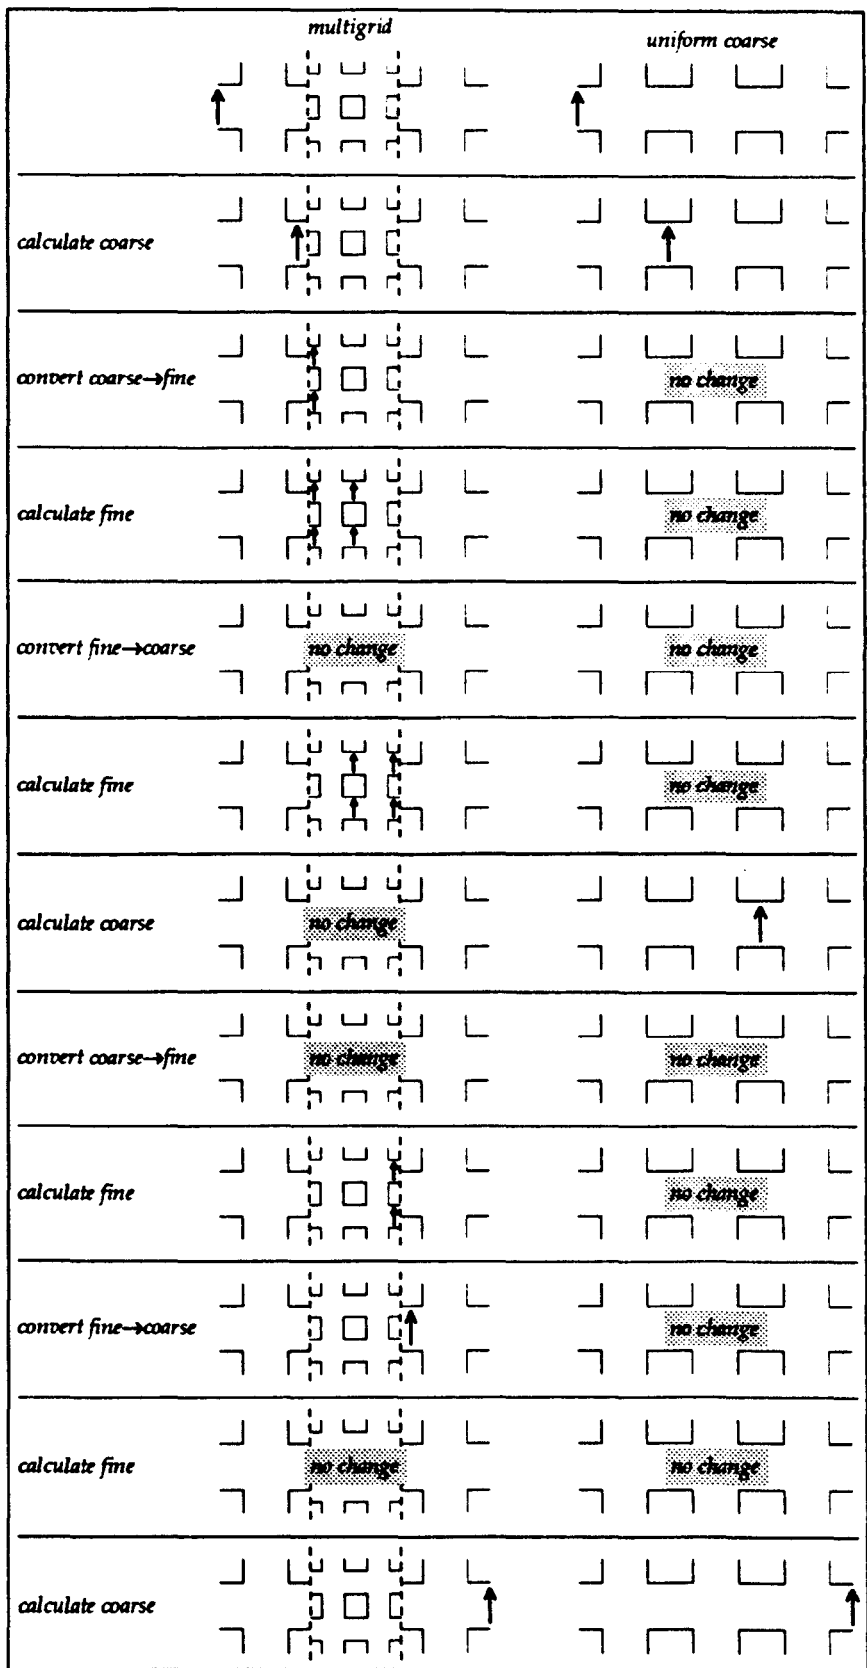 multigrid
uniform coarse
calculate coarse
convert coarse→fine
no change
calculate fine
no change
convert fine→coarse
no change
no change
calculate fine
no change
calculate coarse
no change
convert coarse→fine
no change
no change
calculate fine
no change
convert fine→coarse
no change
calculate fine
no change
no change
calculate coarse